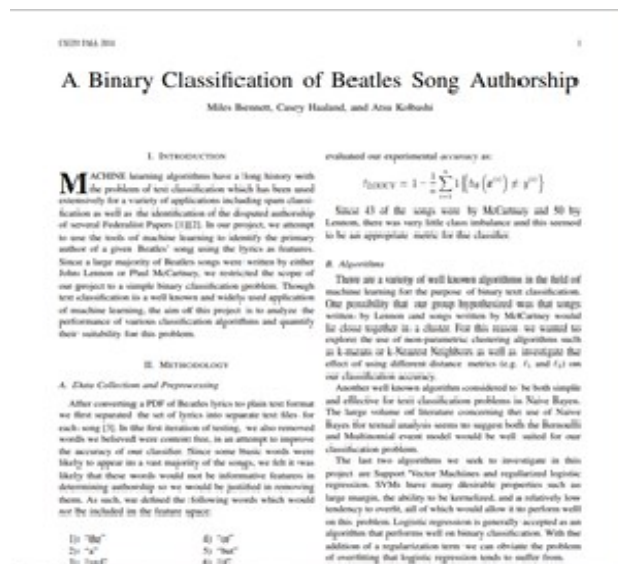 CS229 FALL 2014
1
A Binary Classification of Beatles Song Authorship
Miles Bennett, Casey Haaland, and Atsu Kobashi
I. INTRODUCTION
MACHINE learning algorithms have a long history with
the problem of text classification which has been used
extensively for a variety of applications including spam classi-
fication as well as the identification of the disputed authorship
of several Federalist Papers [1][2]. In our project, we attempt
to use the tools of machine learning to identify the primary
author of a given Beatles' song using the lyrics as features.
Since a large majority of Beatles songs were written by either
John Lennon or Paul McCartney, we restricted the scope of
our project to a simple binary classification problem. Though
text classification is a well known and widely used application
of machine learning, the aim off this project is to analyze the
performance of various classification algorithms and quantify
their suitability for this problem.
II. METHODOLOGY
A. Data Collection and Preprocessing
After converting a PDF of Beatles lyrics to plain text format
we first separated the set of lyrics into separate text files for
each song [3]. In the first iteration of testing, we also removed
words we believed were content free, in an attempt to improve
the accuracy of our classifier. Since some basic words were
likely to appear in a vast majority of the songs, we felt it was
likely that these words would not be informative features in
determining authorship so we would be justified in removing
them. As such, we defined the following words which would
not be included in the feature space:
1) "the"
2) "a"
3) "and"
4) "or"
5) "but"
evaluated our experimental accuracy as:
Since 43 of the songs were by McCartney and 50 by
Lennon, there was very little class imbalance and this seemed
to be an appropriate metric for the classifier.
B. Algorithms
There are a variety of well known algorithms in the field of
machine learning for the purpose of binary text classification.
One possibility that our group hypothesized was that songs
written by Lennon and songs written by McCartney would
lie close together in a cluster. For this reason we wanted to
explore the use of non-parametric clustering algorithms such
as k-means or k-Nearest Neighbors as well as investigate the
effect of using different distance metrics (e.g. ℓ₁ and ℓ₂) on
our classification accuracy.
Another well known algorithm considered to be both simple
and effective for text classification problems in Naive Bayes.
The large volume of literature concerning the use of Naive
Bayes for textual analysis seems to suggest both the Bernoulli
and Multinomial event model would be well suited for our
classification problem.
The last two algorithms we seek to investigate in this
project are Support Vector Machines and regularized logistic
regression. SVMs have many desirable properties such as
large margin, the ability to be kernelized, and a relatively low
tendency to overfit, all of which would allow it to perform well
on this problem. Logistic regression is generally accepted as an
algorithm that performs well on binary classification. With the
addition of a regularization term we can obviate the problem
of overfitting that logistic regression tends to suffer from.